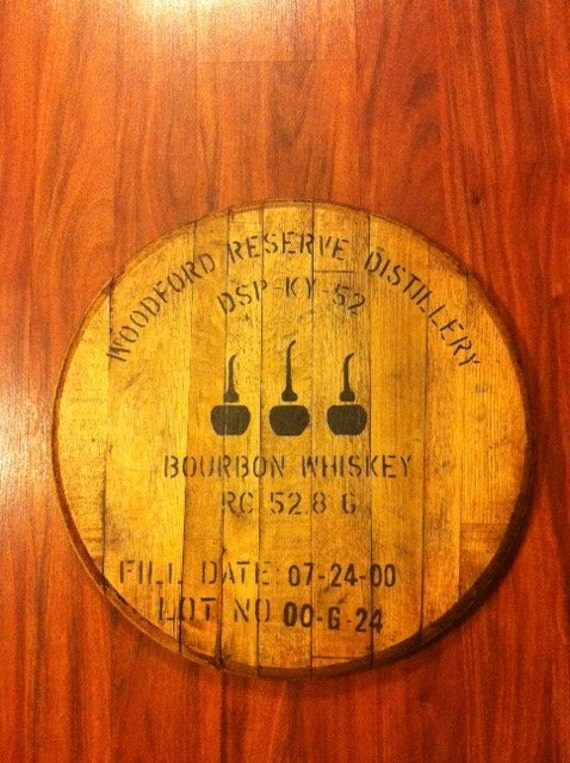 WOODFORD RESERVE DISTILLERY
DSP-KY-52
BOURBON WHISKEY
RC 52.8 G
FILL DATE: 07-24-00
LOT NO 00-G-24